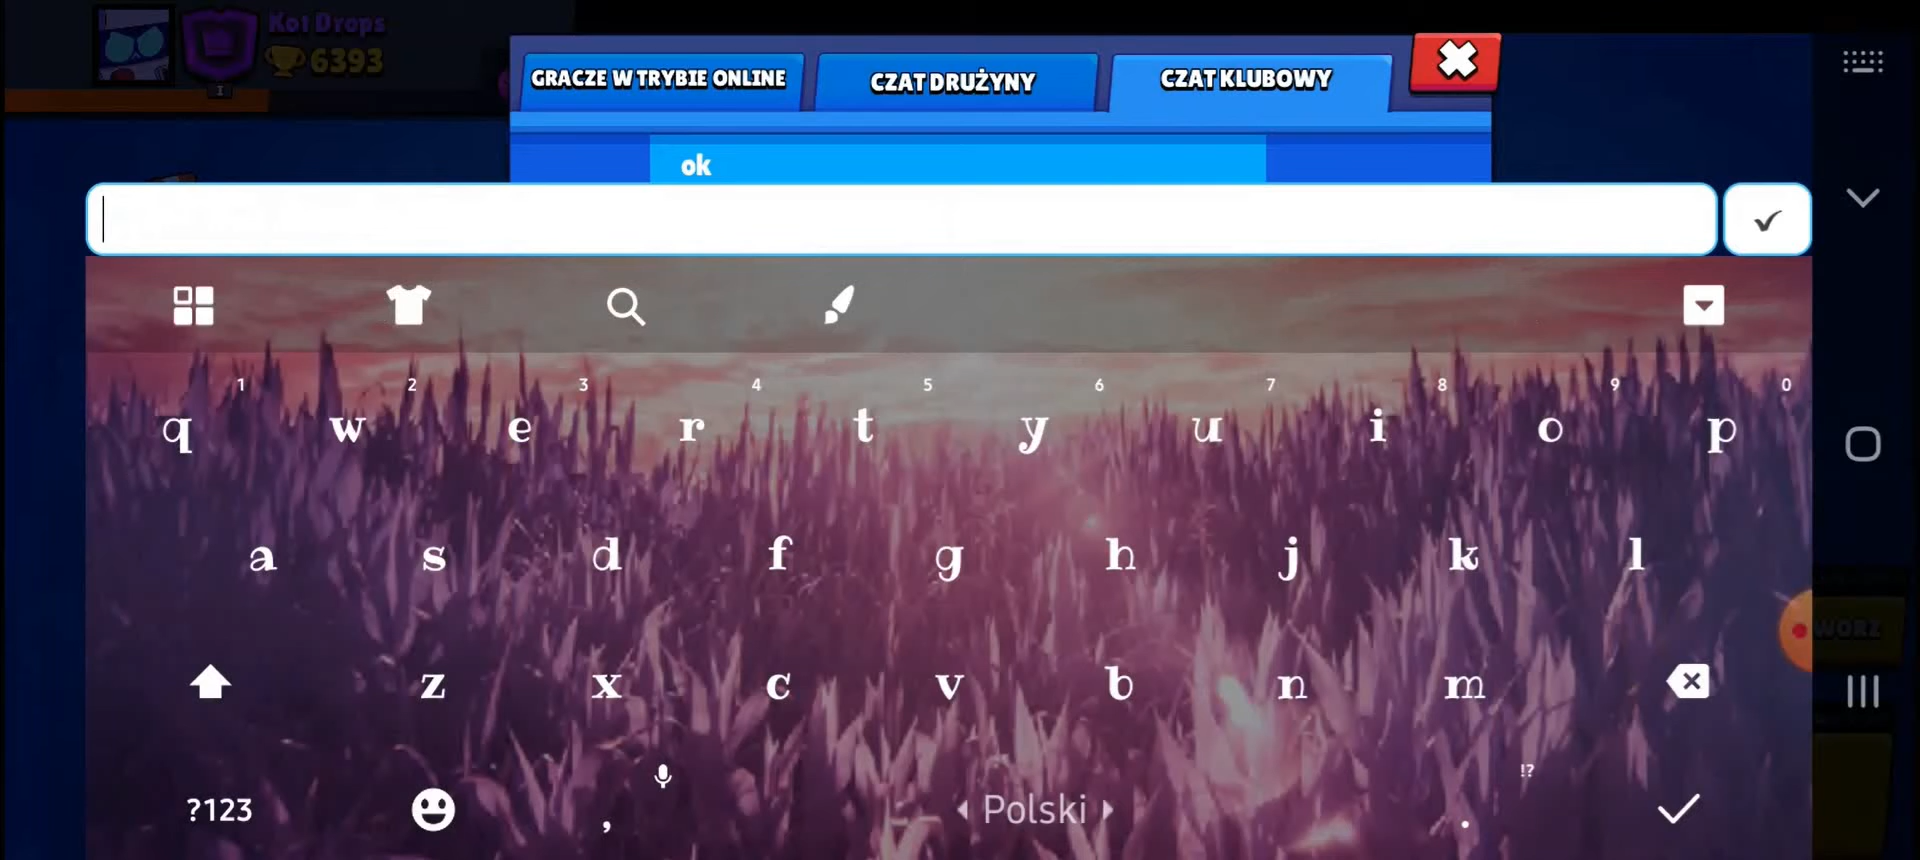 Kot Drops
6393
I
GRACZE W TRYBIE ONLINE
CZAT DRUŻYNY
CZAT KLUBOWY
ok
1 2 3 4 5 6 7 8 9 0
q w e r t y u i o p
a s d f g h j k l
z x c v b n m
WORZ
!?
?123 , Polski .